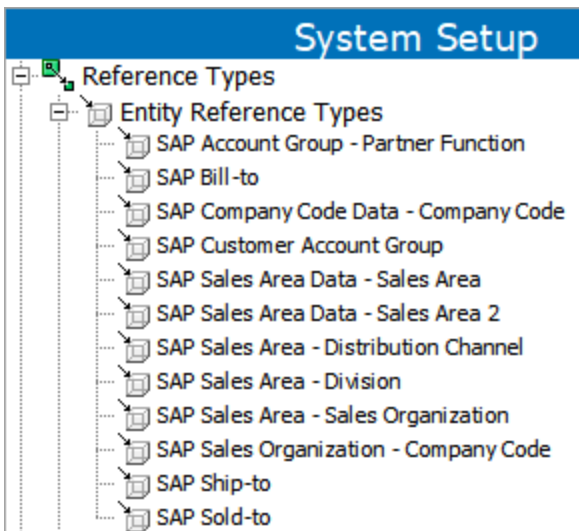 System Setup
Reference Types
Entity Reference Types
SAP Account Group - Partner Function
SAP Bill-to
SAP Company Code Data - Company Code
SAP Customer Account Group
SAP Sales Area Data - Sales Area
SAP Sales Area Data - Sales Area 2
SAP Sales Area - Distribution Channel
SAP Sales Area - Division
SAP Sales Area - Sales Organization
SAP Sales Organization - Company Code
SAP Ship-to
SAP Sold-to